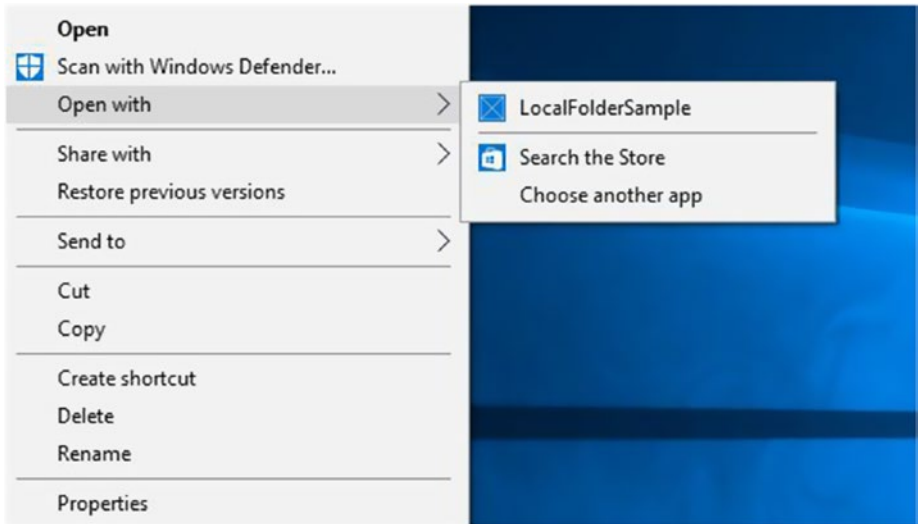 Open
Scan with Windows Defender...
Open with
Share with
Restore previous versions
Send to
Cut
Copy
Create shortcut
Delete
Rename
Properties
LocalFolderSample
Search the Store
Choose another app